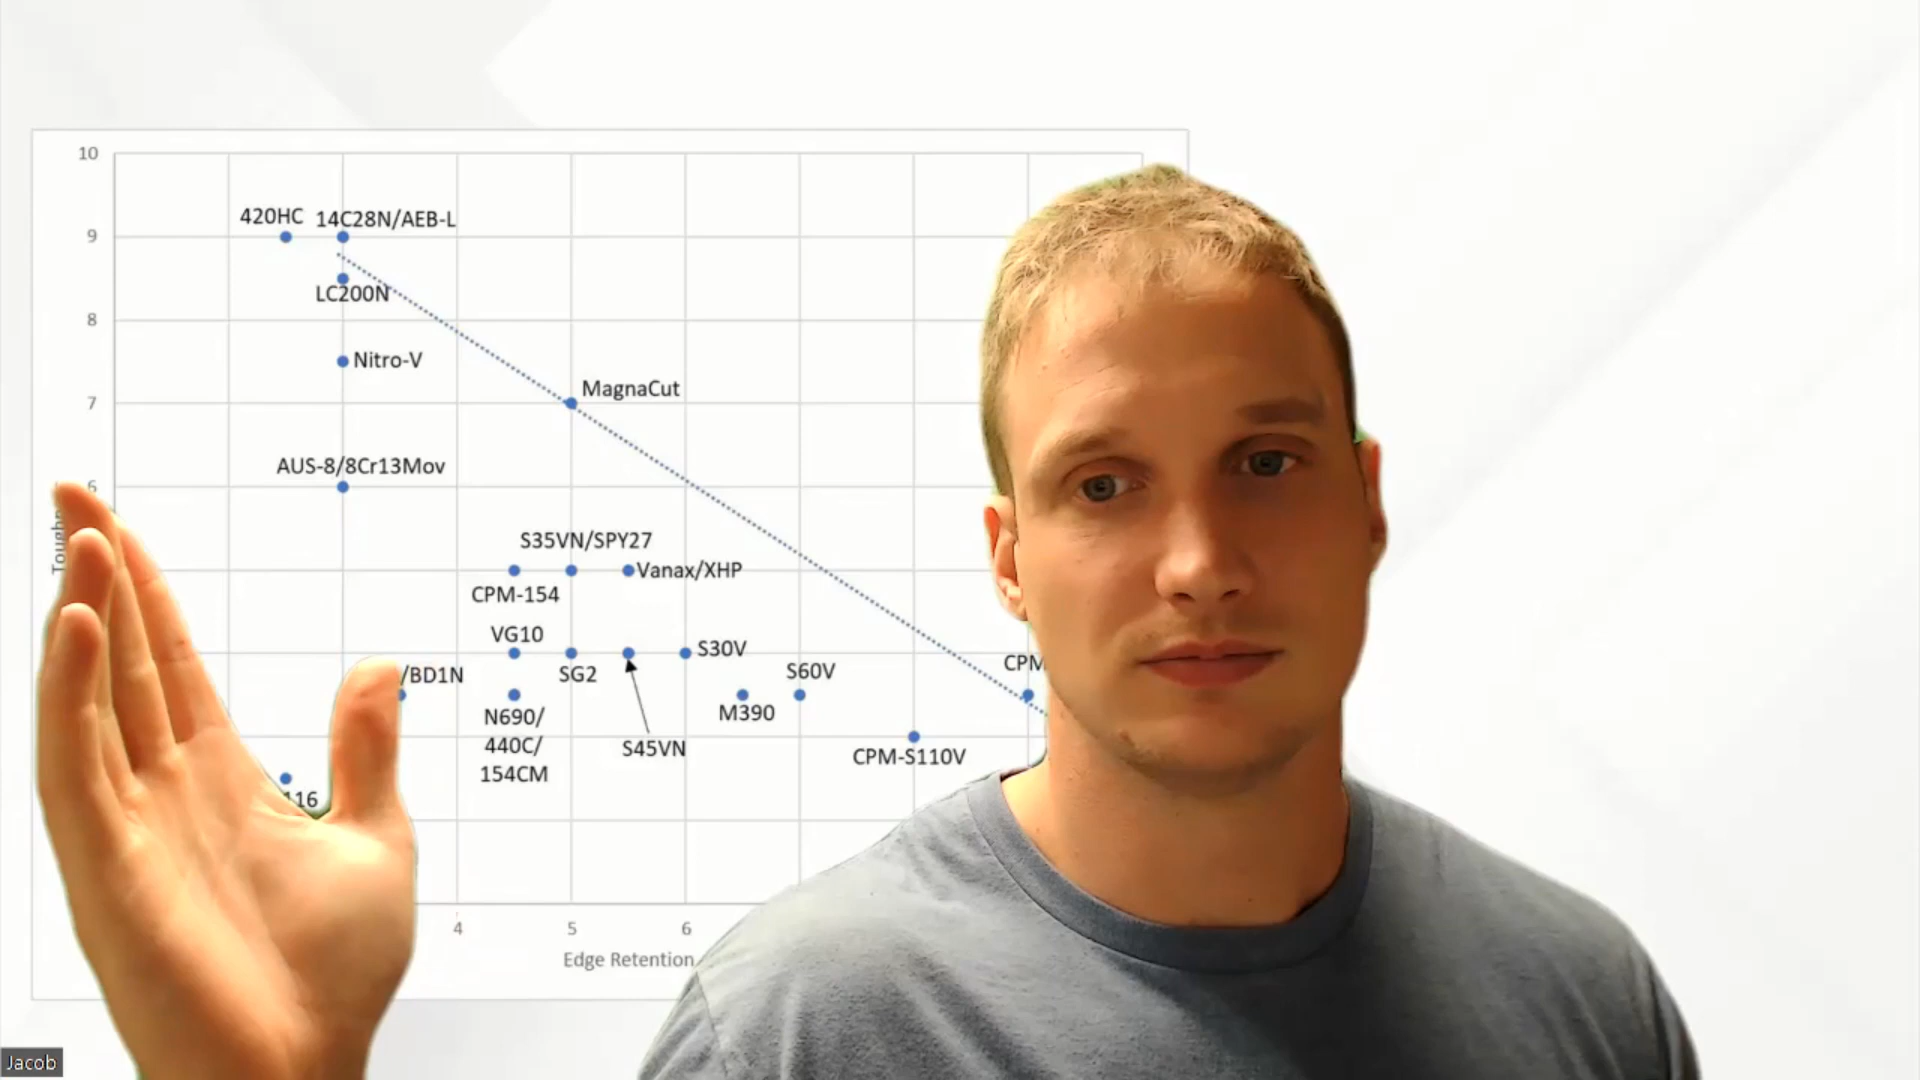 10
420HC 14C28N/AEB-L
9
LC200N
8
Nitro-V
MagnaCut
7
AUS-8/8Cr13Mov
6
S35VN/SPY27
Vanax/XHP
CPM-154
VG10
S30V
CPM
/BD1N
SG2
S60V
N690/
440C/
154CM
M390
S45VN
CPM-S110V
116
4 5 6
Edge Retention
Jacob